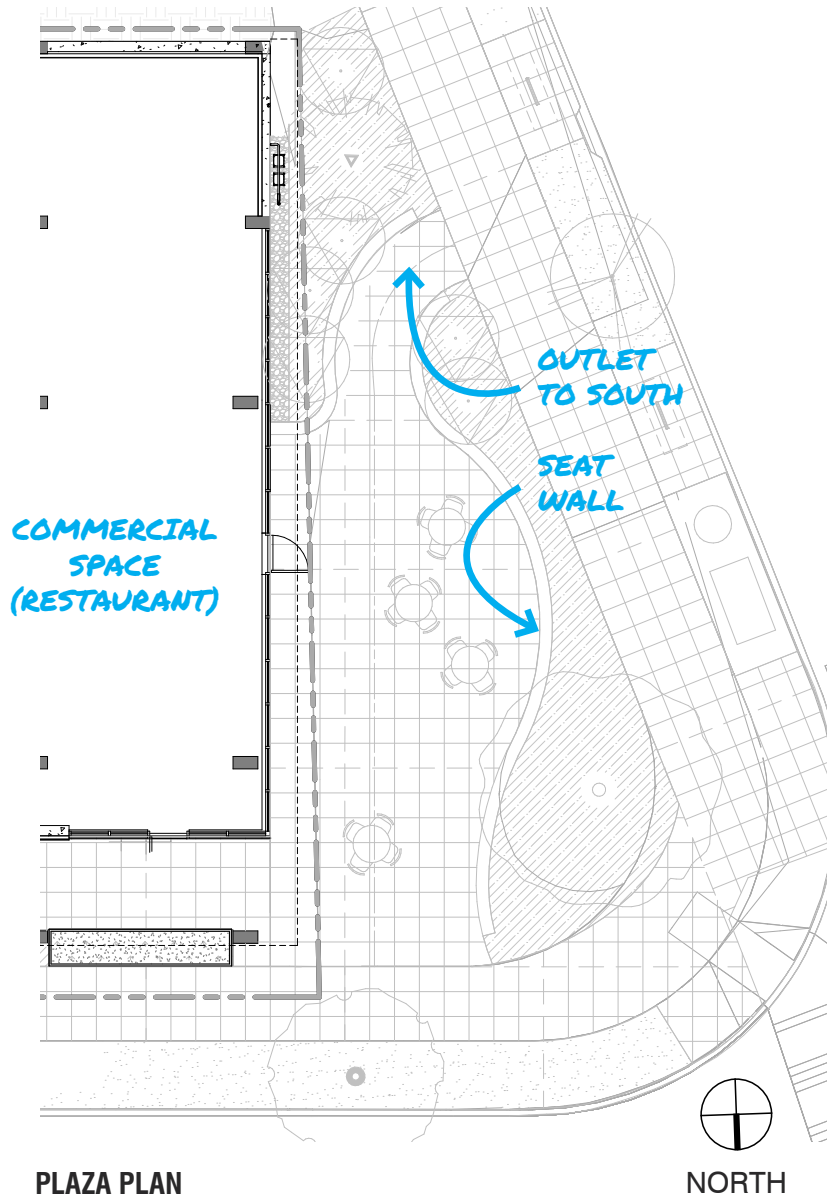 OUTLET
TO SOUTH
SEAT
WALL
COMMERCIAL
SPACE
(RESTAURANT)
PLAZA PLAN
NORTH